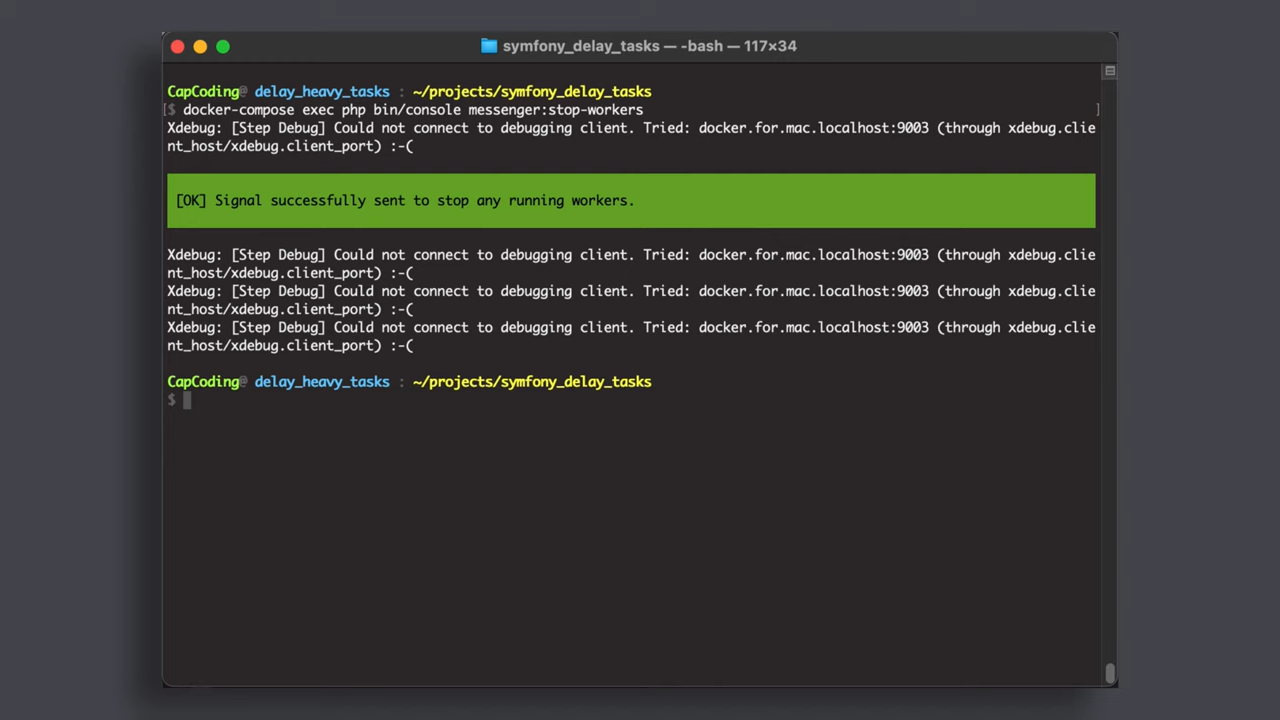 symfony_delay_tasks — -bash — 117×34
CapCoding@ delay_heavy_tasks : ~/projects/symfony_delay_tasks
[$ docker-compose exec php bin/console messenger:stop-workers ]
Xdebug: [Step Debug] Could not connect to debugging client. Tried: docker.for.mac.localhost:9003 (through xdebug.clie
nt_host/xdebug.client_port) :-(
[OK] Signal successfully sent to stop any running workers.
Xdebug: [Step Debug] Could not connect to debugging client. Tried: docker.for.mac.localhost:9003 (through xdebug.clie
nt_host/xdebug.client_port) :-(
Xdebug: [Step Debug] Could not connect to debugging client. Tried: docker.for.mac.localhost:9003 (through xdebug.clie
nt_host/xdebug.client_port) :-(
Xdebug: [Step Debug] Could not connect to debugging client. Tried: docker.for.mac.localhost:9003 (through xdebug.clie
nt_host/xdebug.client_port) :-(
CapCoding@ delay_heavy_tasks : ~/projects/symfony_delay_tasks
$